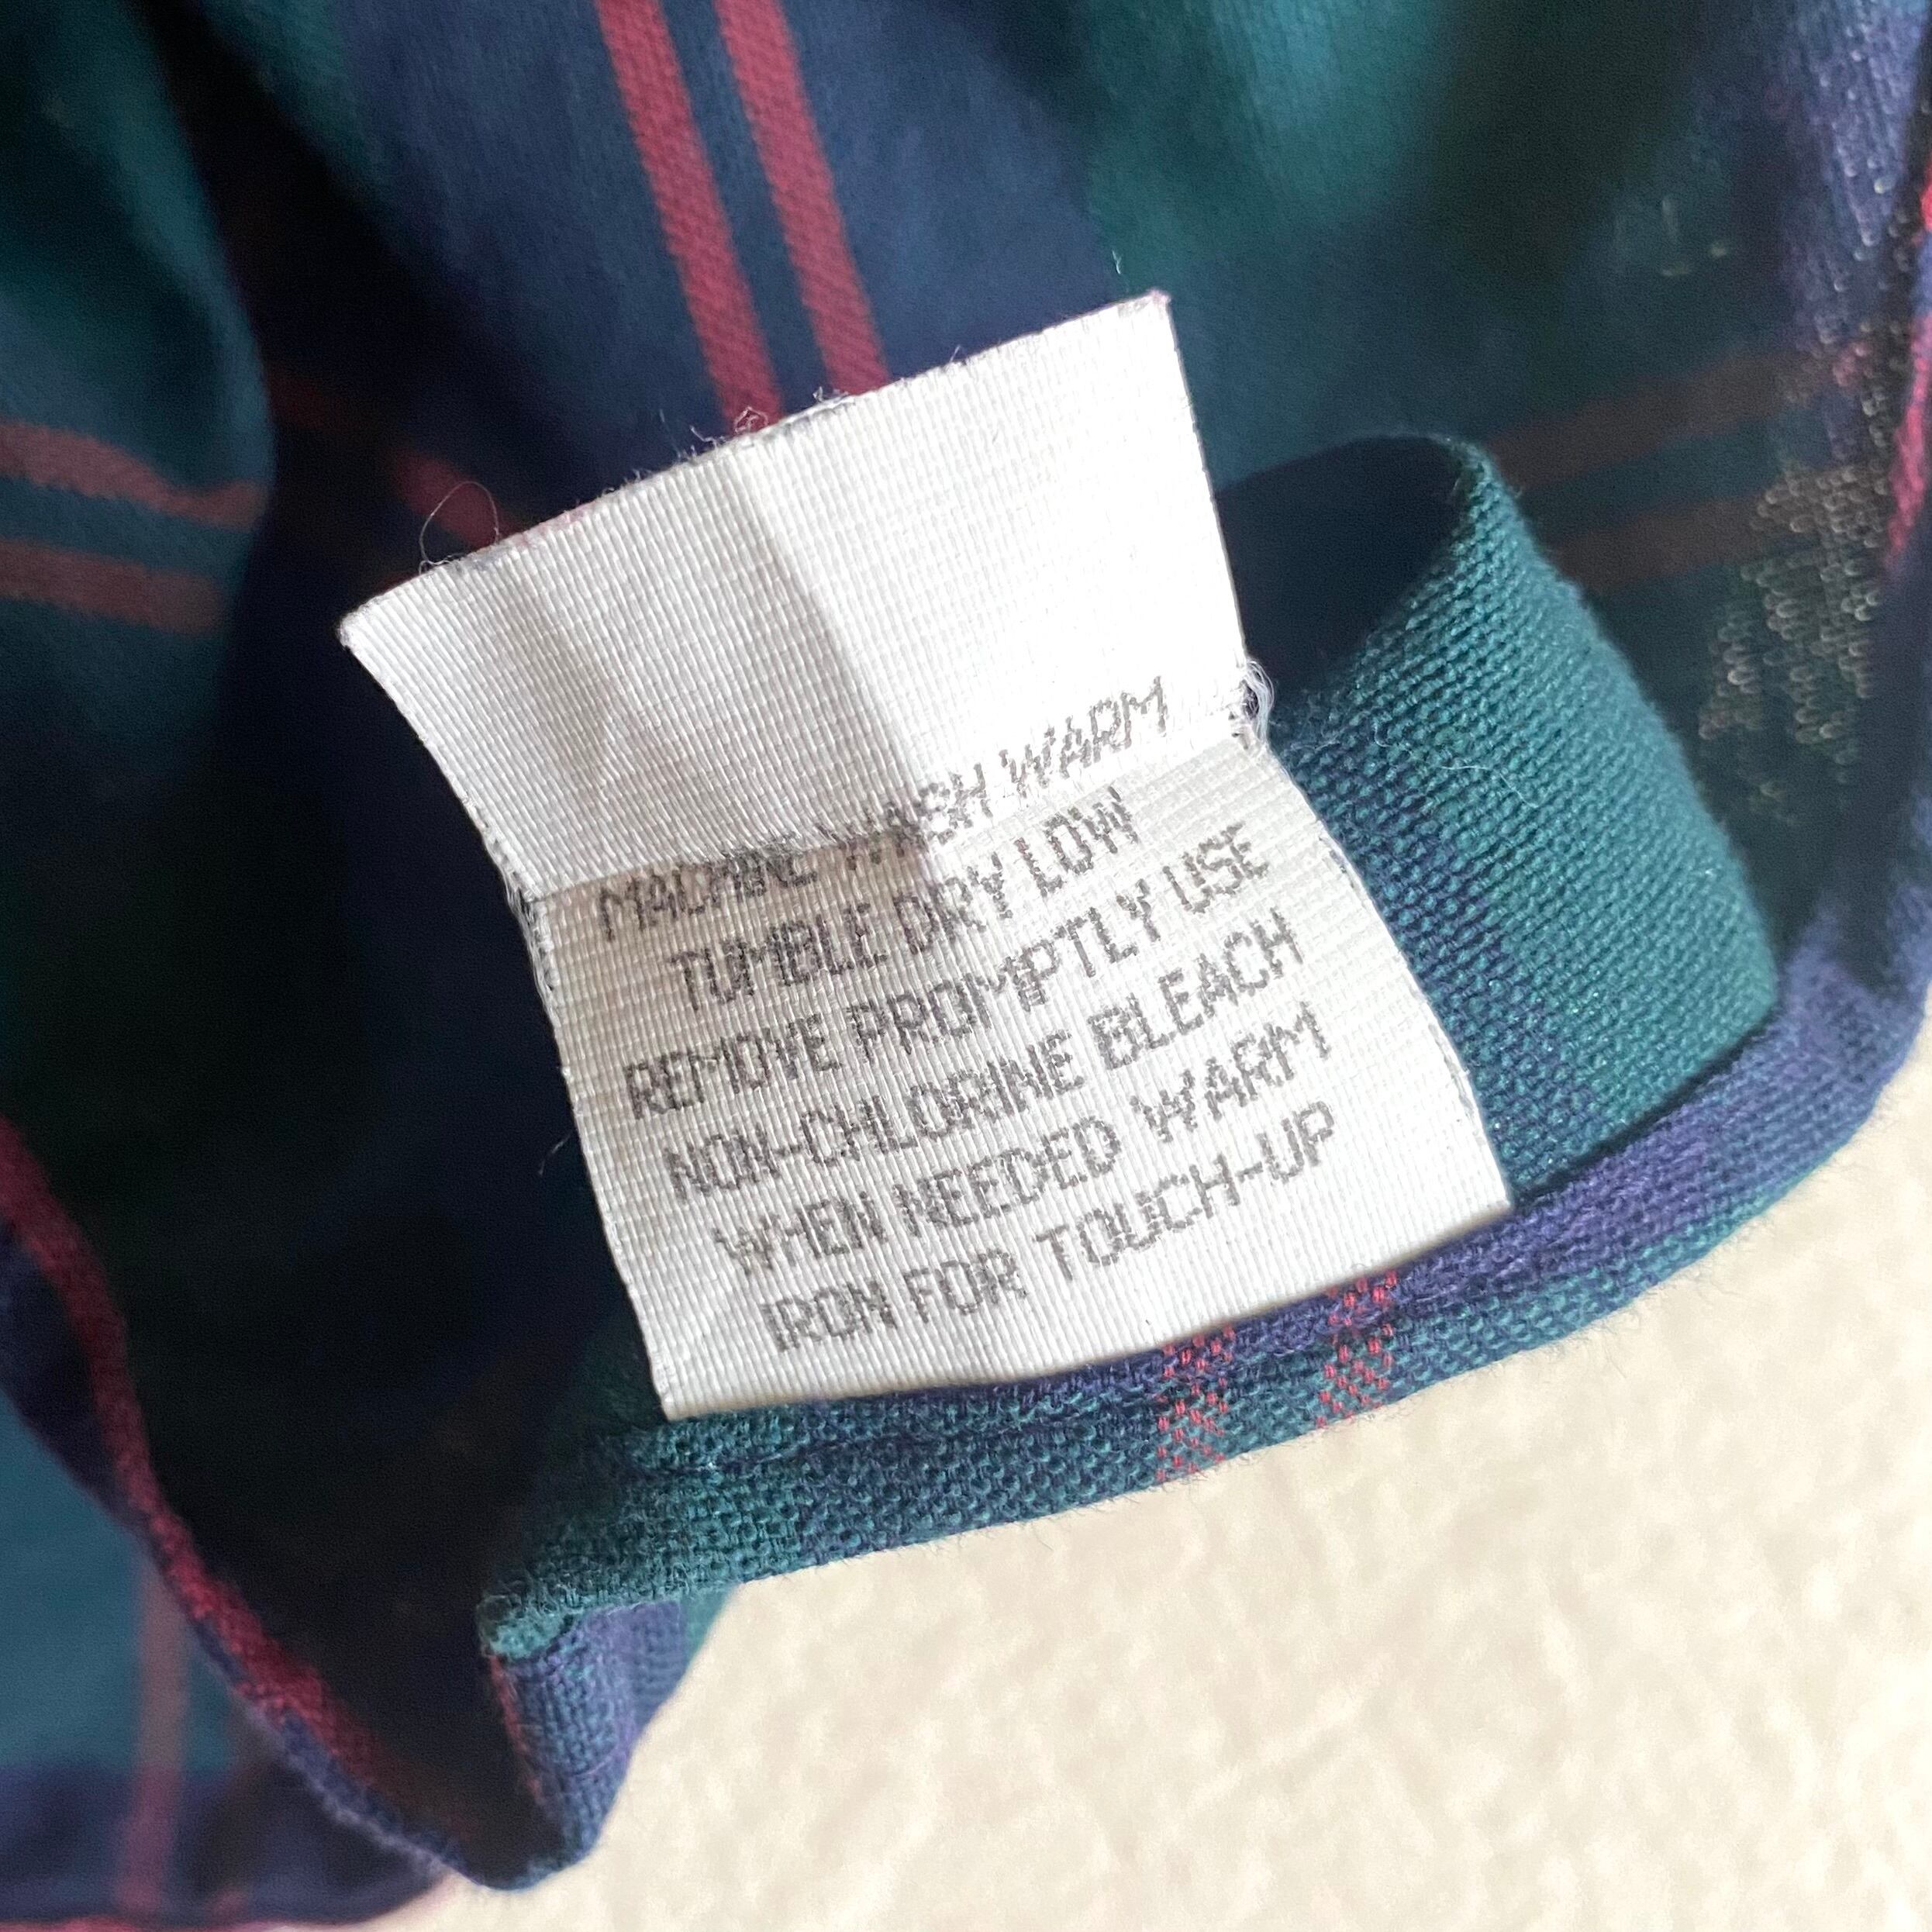 MACHINE WASH WARM
TUMBLE DRY LOW
REMOVE PROMPTLY USE
NON-CHLORINE BLEACH
WHEN NEEDED WARM
IRON FOR TOUCH-UP